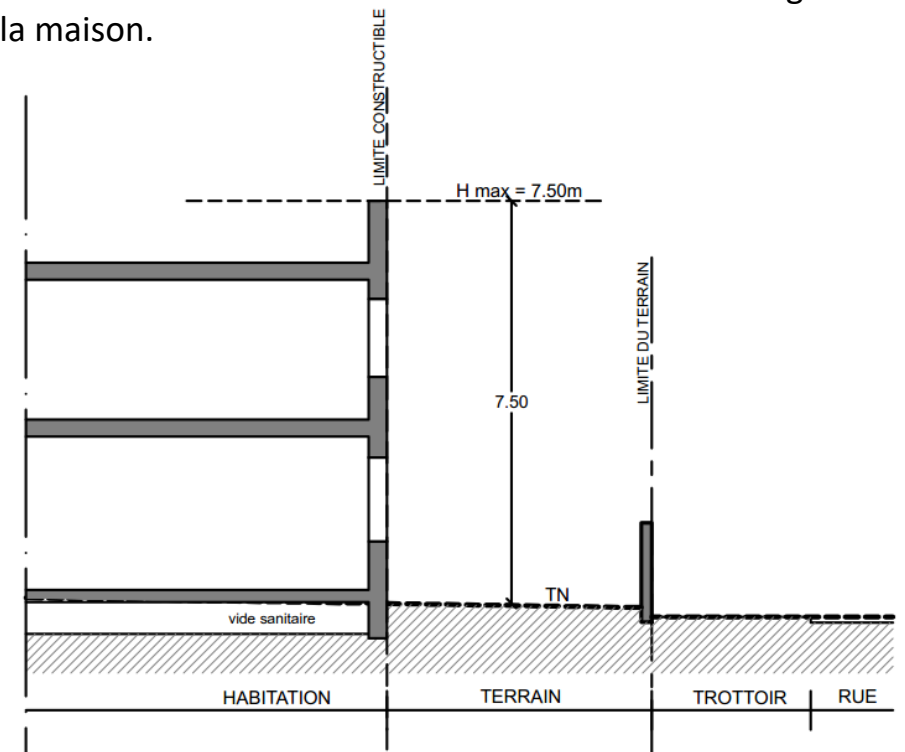 la maison.
LIMITE CONSTRUCTIBLE
H max = 7.50m
LIMITE DU TERRAIN
7.50
TN
vide sanitaire
HABITATION
TERRAIN
TROTTOIR
RUE